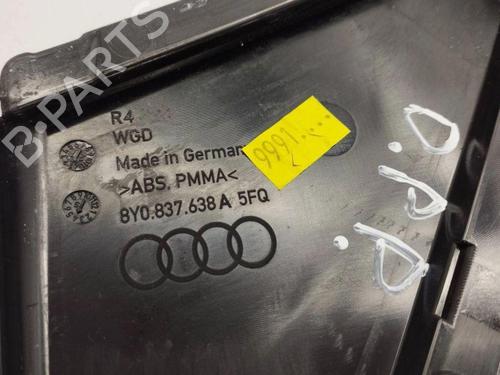 R4
WGD
Made in German
>ABS. PMMA<
8Y0.837.638 A 5FQ
9991....
D.P.D.
B-PARTS